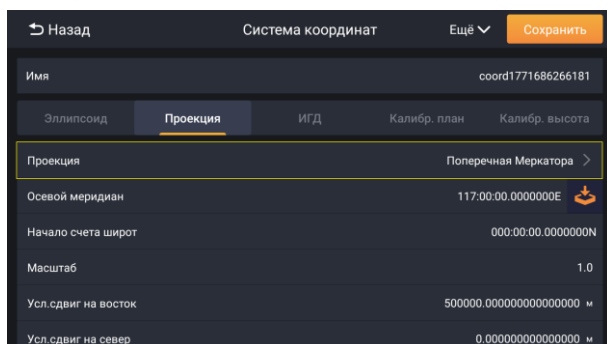 Назад Система координат Ещё Сохранить
Имя coord1771686266181
Эллипсоид Проекция ИГД Калибр. план Калибр. высота
Проекция Поперечная Меркатора
Осевой меридиан 117:00:00.0000000E
Начало счета широт 000:00:00.0000000N
Масштаб 1.0
Усл.сдвиг на восток 500000.000000000000000 м
Усл.сдвиг на север 0.000000000000000 м